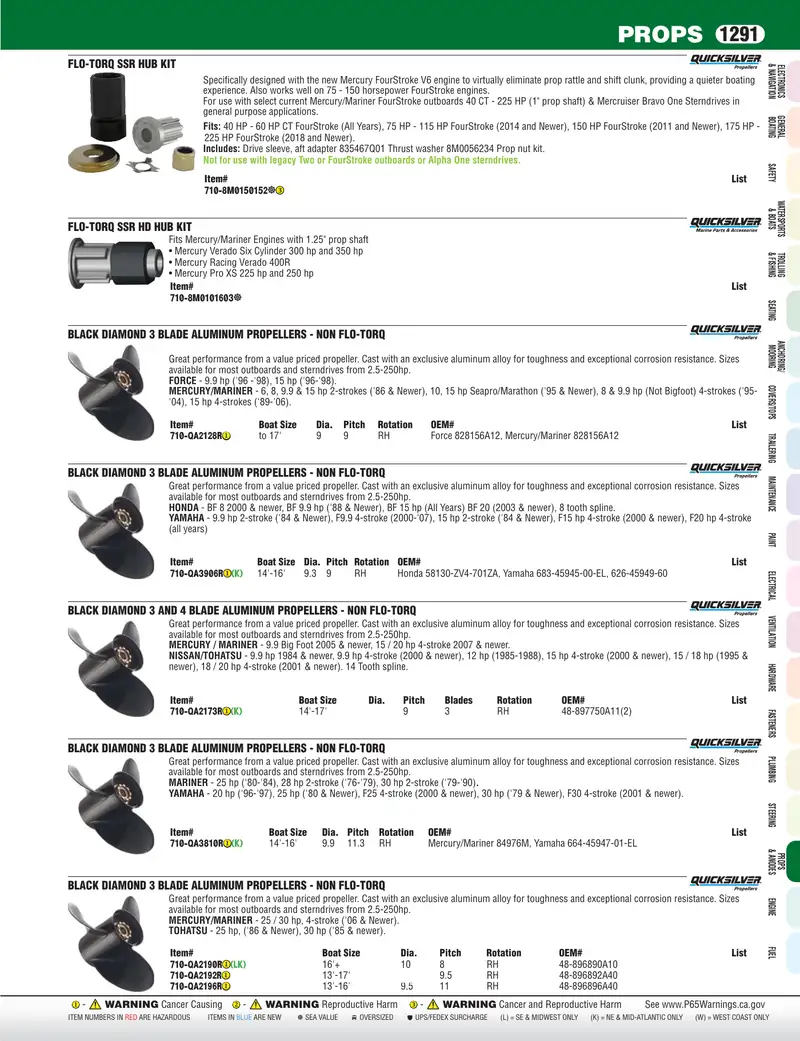 PROPS 1291
FLO-TORQ SSR HUB KIT
QUICKSILVER
Propellers
Specifically designed with the new Mercury FourStroke V6 engine to virtually eliminate prop rattle and shift clunk, providing a quieter boating
experience. Also works well on 75 - 150 horsepower FourStroke engines.
For use with select current Mercury/Mariner FourStroke outboards 40 CT - 225 HP (1" prop shaft) & Mercruiser Bravo One Sterndrives in
general purpose applications.
Fits: 40 HP - 60 HP CT FourStroke (All Years), 75 HP - 115 HP FourStroke (2014 and Newer), 150 HP FourStroke (2011 and Newer), 175 HP -
225 HP FourStroke (2018 and Newer).
Includes: Drive sleeve, aft adapter 835467Q01 Thrust washer 8M0056234 Prop nut kit.
Not for use with legacy Two or FourStroke outboards or Alpha One sterndrives.
Item# List
710-8M0150152 3
FLO-TORQ SSR HD HUB KIT
QUICKSILVER
Marine Parts & Accessories
Fits Mercury/Mariner Engines with 1.25" prop shaft
• Mercury Verado Six Cylinder 300 hp and 350 hp
• Mercury Racing Verado 400R
• Mercury Pro XS 225 hp and 250 hp
Item# List
710-8M0101603
BLACK DIAMOND 3 BLADE ALUMINUM PROPELLERS - NON FLO-TORQ
QUICKSILVER
Propellers
Great performance from a value priced propeller. Cast with an exclusive aluminum alloy for toughness and exceptional corrosion resistance. Sizes
available for most outboards and sterndrives from 2.5-250hp.
FORCE - 9.9 hp ('96 -'98), 15 hp ('96-'98).
MERCURY/MARINER - 6, 8, 9.9 & 15 hp 2-strokes ('86 & Newer), 10, 15 hp Seapro/Marathon ('95 & Newer), 8 & 9.9 hp (Not Bigfoot) 4-strokes ('95-
'04), 15 hp 4-strokes ('89-'06).
Item# Boat Size Dia. Pitch Rotation OEM# List
710-QA2128R 1 to 17' 9 9 RH Force 828156A12, Mercury/Mariner 828156A12
BLACK DIAMOND 3 BLADE ALUMINUM PROPELLERS - NON FLO-TORQ
QUICKSILVER
Propellers
Great performance from a value priced propeller. Cast with an exclusive aluminum alloy for toughness and exceptional corrosion resistance. Sizes
available for most outboards and sterndrives from 2.5-250hp.
HONDA - BF 8 2000 & newer, BF 9.9 hp ('88 & Newer), BF 15 hp (All Years) BF 20 (2003 & newer), 8 tooth spline.
YAMAHA - 9.9 hp 2-stroke ('84 & Newer), F9.9 4-stroke (2000-'07), 15 hp 2-stroke ('84 & Newer), F15 hp 4-stroke (2000 & newer), F20 hp 4-stroke
(all years)
Item# Boat Size Dia. Pitch Rotation OEM# List
710-QA3906R 1 (K) 14'-16' 9.3 9 RH Honda 58130-ZV4-701ZA, Yamaha 683-45945-00-EL, 626-45949-60
BLACK DIAMOND 3 AND 4 BLADE ALUMINUM PROPELLERS - NON FLO-TORQ
QUICKSILVER
Propellers
Great performance from a value priced propeller. Cast with an exclusive aluminum alloy for toughness and exceptional corrosion resistance. Sizes
available for most outboards and sterndrives from 2.5-250hp.
MERCURY / MARINER - 9.9 Big Foot 2005 & newer, 15 / 20 hp 4-stroke 2007 & newer.
NISSAN/TOHATSU - 9.9 hp 1984 & newer, 9.9 hp 4-stroke (2000 & newer), 12 hp (1985-1988), 15 hp 4-stroke (2000 & newer), 15 / 18 hp (1995 &
newer), 18 / 20 hp 4-stroke (2001 & newer). 14 Tooth spline.
Item# Boat Size Dia. Pitch Blades Rotation OEM# List
710-QA2173R 1 (K) 14'-17' 9 3 RH 48-897750A11(2)
BLACK DIAMOND 3 BLADE ALUMINUM PROPELLERS - NON FLO-TORQ
QUICKSILVER
Propellers
Great performance from a value priced propeller. Cast with an exclusive aluminum alloy for toughness and exceptional corrosion resistance. Sizes
available for most outboards and sterndrives from 2.5-250hp.
MARINER - 25 hp ('80-'84), 28 hp 2-stroke ('76-'79), 30 hp 2-stroke ('79-'90).
YAMAHA - 20 hp ('96-'97), 25 hp ('80 & Newer), F25 4-stroke (2000 & newer), 30 hp ('79 & Newer), F30 4-stroke (2001 & newer).
Item# Boat Size Dia. Pitch Rotation OEM# List
710-QA3810R 1 (K) 14'-16' 9.9 11.3 RH Mercury/Mariner 84976M, Yamaha 664-45947-01-EL
BLACK DIAMOND 3 BLADE ALUMINUM PROPELLERS - NON FLO-TORQ
QUICKSILVER
Propellers
Great performance from a value priced propeller. Cast with an exclusive aluminum alloy for toughness and exceptional corrosion resistance. Sizes
available for most outboards and sterndrives from 2.5-250hp.
MERCURY/MARINER - 25 / 30 hp, 4-stroke ('06 & Newer).
TOHATSU - 25 hp, ('86 & Newer), 30 hp ('85 & newer).
Item# Boat Size Dia. Pitch Rotation OEM# List
710-QA2190R 1 (LK) 16'+ 10 8 RH 48-896890A10
710-QA2192R 1 13'-17' 9.5 RH 48-896892A40
710-QA2196R 1 13'-16' 9.5 11 RH 48-896896A40
1 - WARNING Cancer Causing 2 - WARNING Reproductive Harm 3 - WARNING Cancer and Reproductive Harm See www.P65Warnings.ca.gov
ITEM NUMBERS IN RED ARE HAZARDOUS ITEMS IN BLUE ARE NEW SEA VALUE OVERSIZED UPS/FEDEX SURCHARGE (L) = SE & MIDWEST ONLY (K) = NE & MID-ATLANTIC ONLY (W) = WEST COAST ONLY
ELECTRONICS
& NAVIGATION
GENERAL
BOATING
SAFETY
WATERSPORTS
& BOATS
TROLLING
& FISHING
SEATING
ANCHORING/
MOORING
COVERS/TOPS
TRAILERING
MAINTENANCE
PAINT
ELECTRICAL
VENTILATION
HARDWARE
FASTENERS
PLUMBING
STEERING
PROPS
& ANODES
ENGINE
FUEL